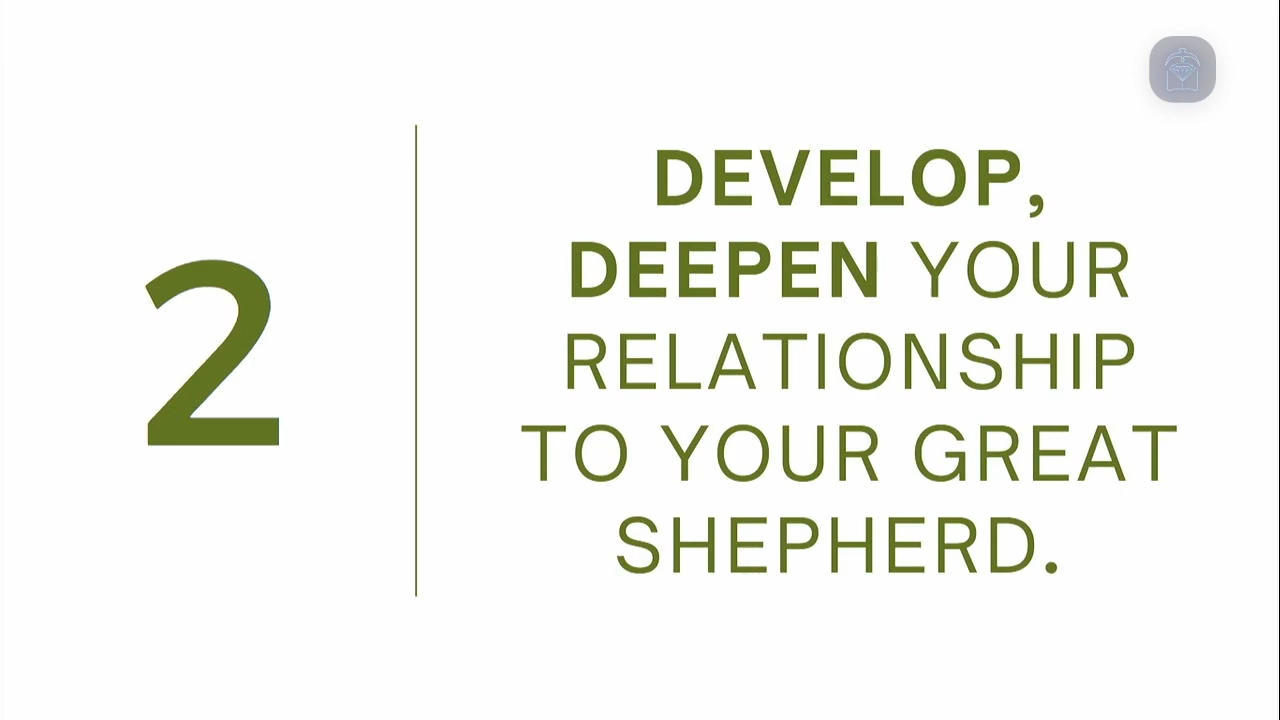 2
DEVELOP,
DEEPEN YOUR
RELATIONSHIP
TO YOUR GREAT
SHEPHERD.